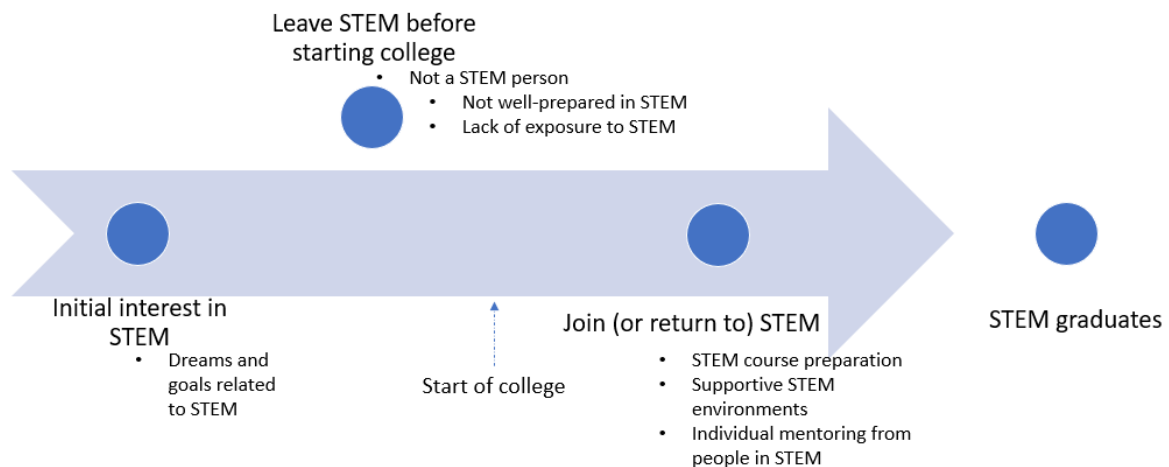 Leave STEM before
starting college
• Not a STEM person
• Not well-prepared in STEM
• Lack of exposure to STEM
Initial interest in
STEM
• Dreams and
goals related
to STEM
Start of college
Join (or return to) STEM
• STEM course preparation
• Supportive STEM
environments
• Individual mentoring from
people in STEM
STEM graduates